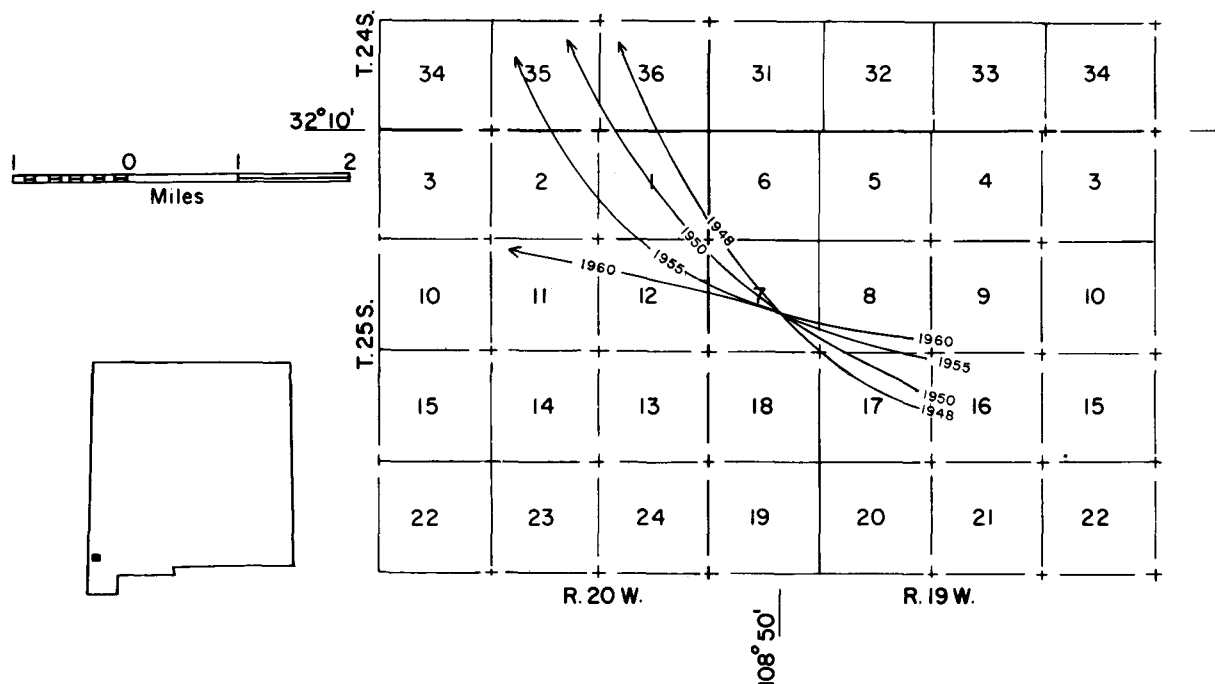 T. 24 S.
34 35 36 31 32 33 34
32°10'
1 0 1 2
Miles
3 2 1 6 5 4 3
1948
1950
1955
1960
T. 25 S.
10 11 12 7 8 9 10
1960
1955
1950
1948
15 14 13 18 17 16 15
22 23 24 19 20 21 22
R. 20 W. R. 19 W.
108° 50'